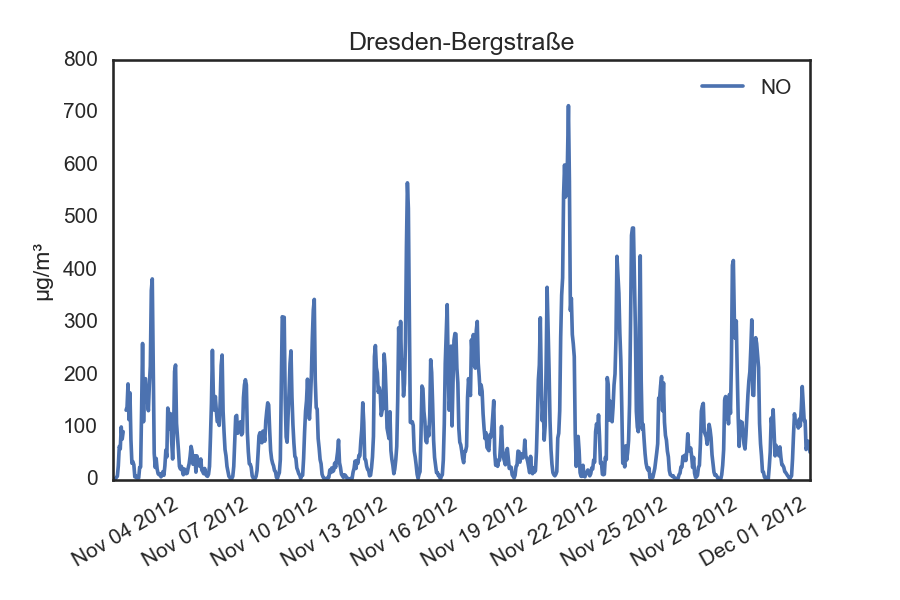 Dresden-Bergstraße
NO
µg/m³
800
700
600
500
400
300
200
100
0
Nov 04 2012
Nov 07 2012
Nov 10 2012
Nov 13 2012
Nov 16 2012
Nov 19 2012
Nov 22 2012
Nov 25 2012
Nov 28 2012
Dec 01 2012